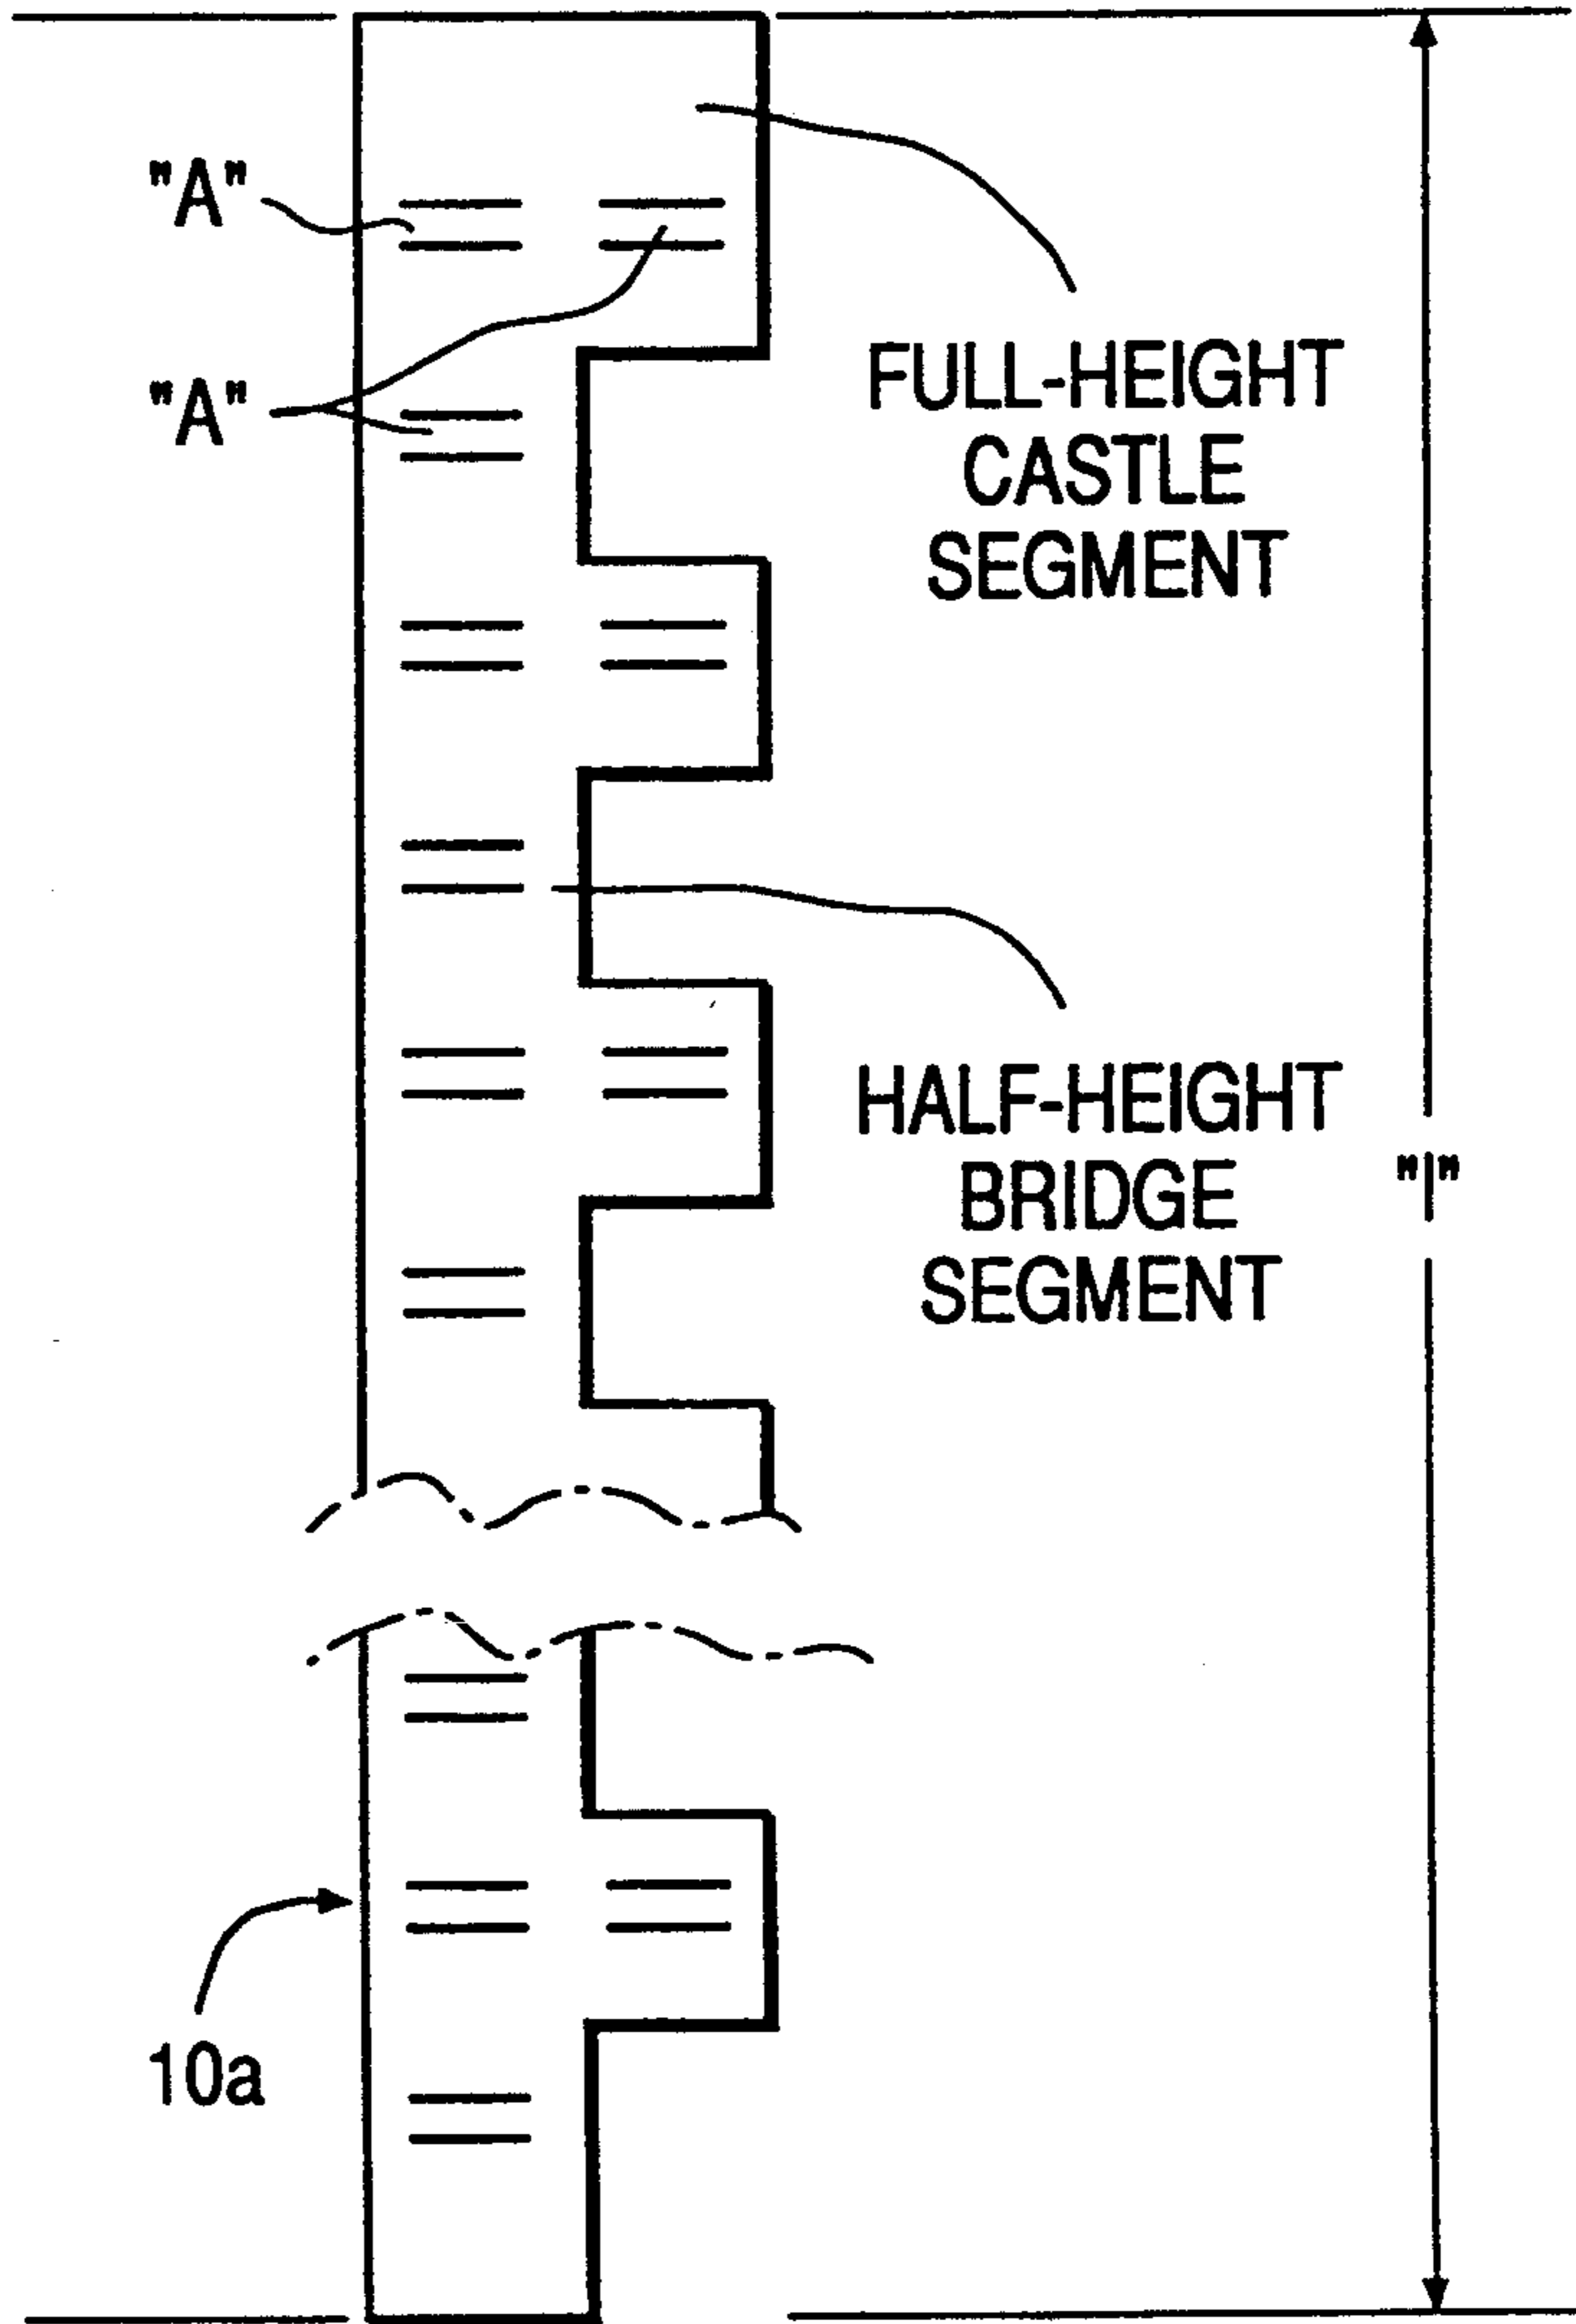 "A"
"A"
FULL-HEIGHT
CASTLE
SEGMENT
HALF-HEIGHT
BRIDGE
SEGMENT
"l"
10a